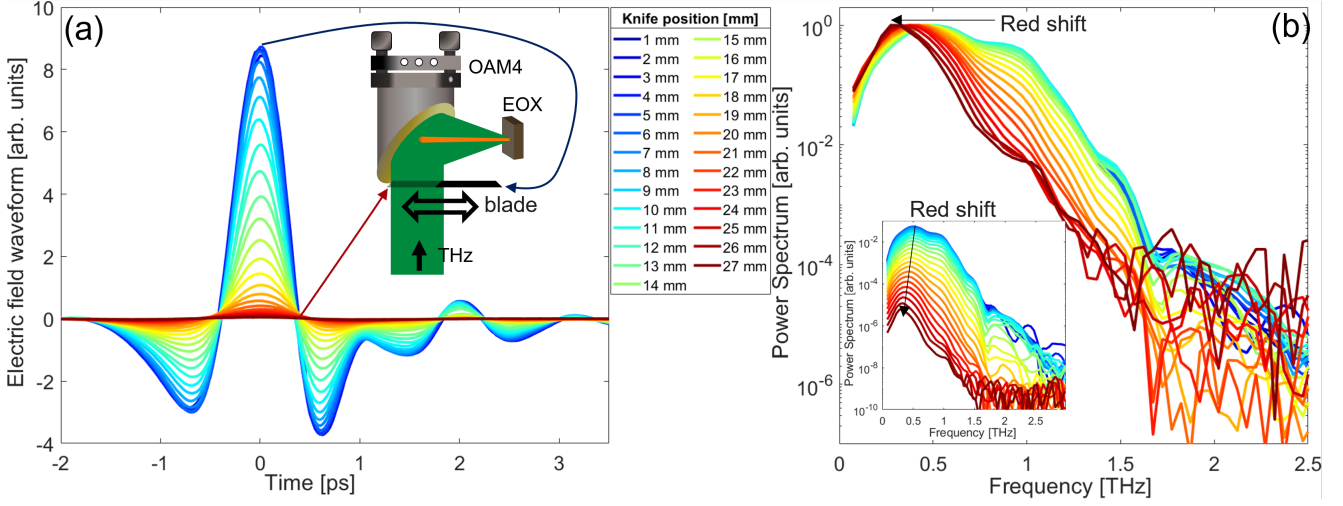 (a)
Electric field waveform [arb. units]
10
8
6
4
2
0
-2
-4
-2
-1
0
1
2
3
Time [ps]
OAM4
EOX
blade
THz
Knife position [mm]
1 mm
2 mm
3 mm
4 mm
5 mm
6 mm
7 mm
8 mm
9 mm
10 mm
11 mm
12 mm
13 mm
14 mm
15 mm
16 mm
17 mm
18 mm
19 mm
20 mm
21 mm
22 mm
23 mm
24 mm
25 mm
26 mm
27 mm
(b)
Red shift
Power Spectrum [arb. units]
10^0
10^-2
10^-4
10^-6
0
0.5
1
1.5
2
2.5
Frequency [THz]
Red shift
Power Spectrum [arb. units]
10^-2
10^-4
10^-6
10^-8
10^-10
0
0.5
1
1.5
2
2.5
Frequency [THz]